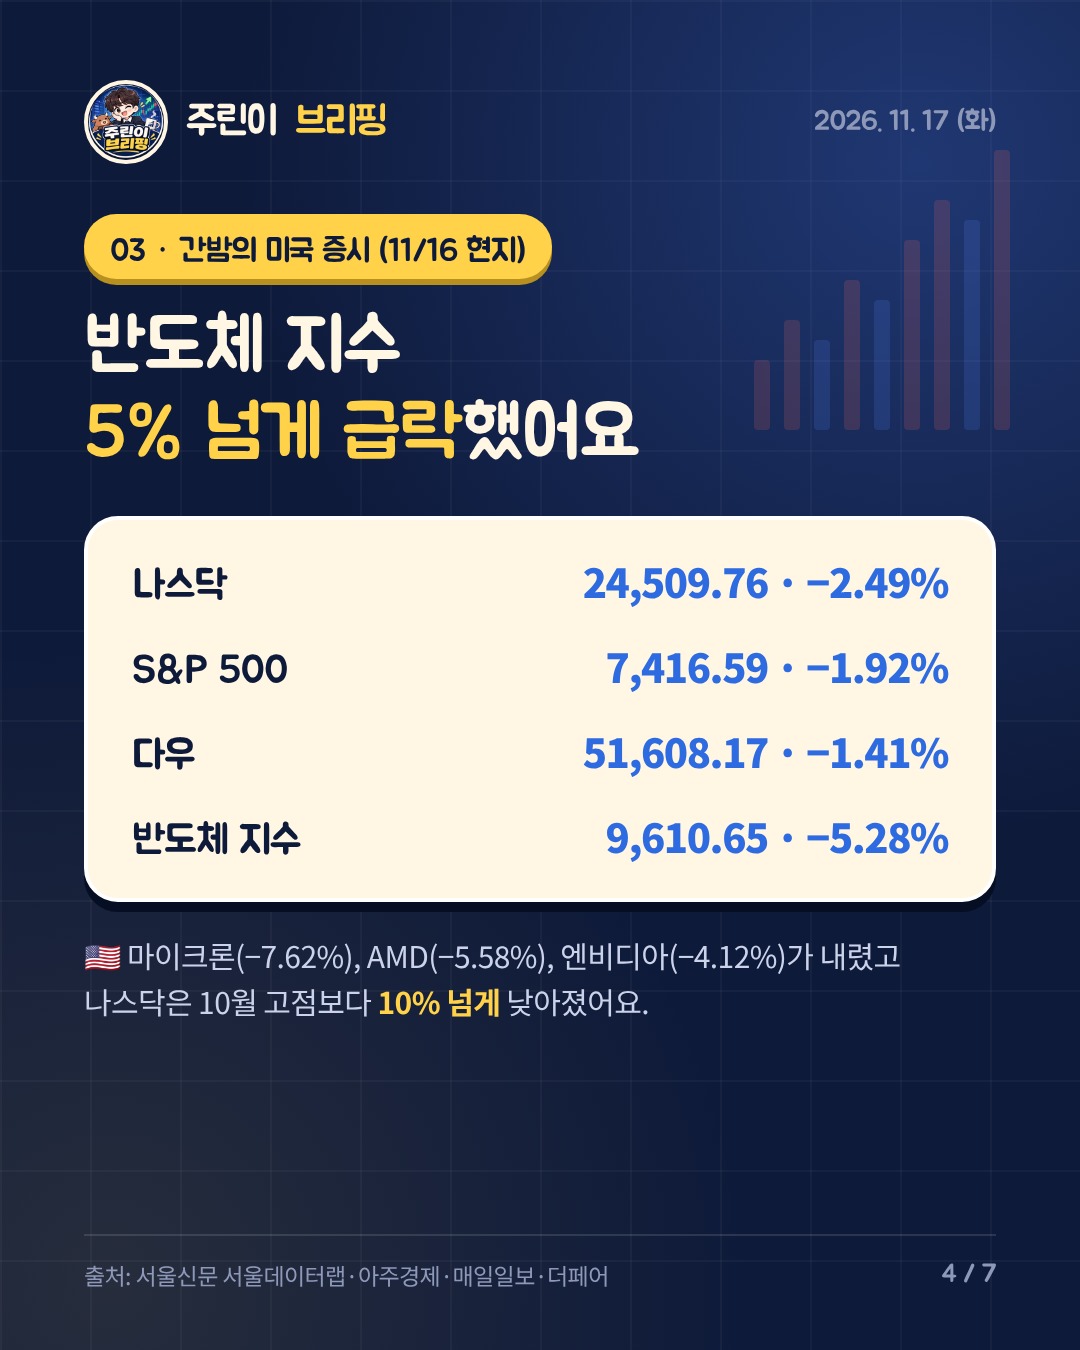 주린이 브리핑
주린이 브리핑
2026. 11. 17 (화)
03 · 간밤의 미국 증시 (11/16 현지)
반도체 지수
5% 넘게 급락했어요
나스닥 24,509.76 · −2.49%
S&P 500 7,416.59 · −1.92%
다우 51,608.17 · −1.41%
반도체 지수 9,610.65 · −5.28%
🇺🇸 마이크론(−7.62%), AMD(−5.58%), 엔비디아(−4.12%)가 내렸고
나스닥은 10월 고점보다 10% 넘게 낮아졌어요.
출처: 서울신문 서울데이터랩·아주경제·매일일보·더페어
4 / 7